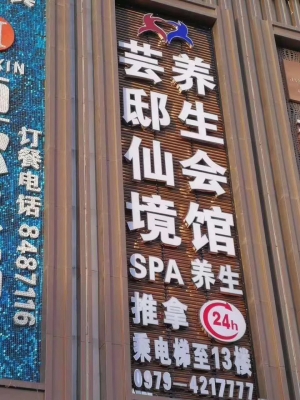 芸邸仙境
养生会馆
SPA 养生
推拿 24h
乘电梯至13楼
0979-4217777
订餐电话 8487116
XIN